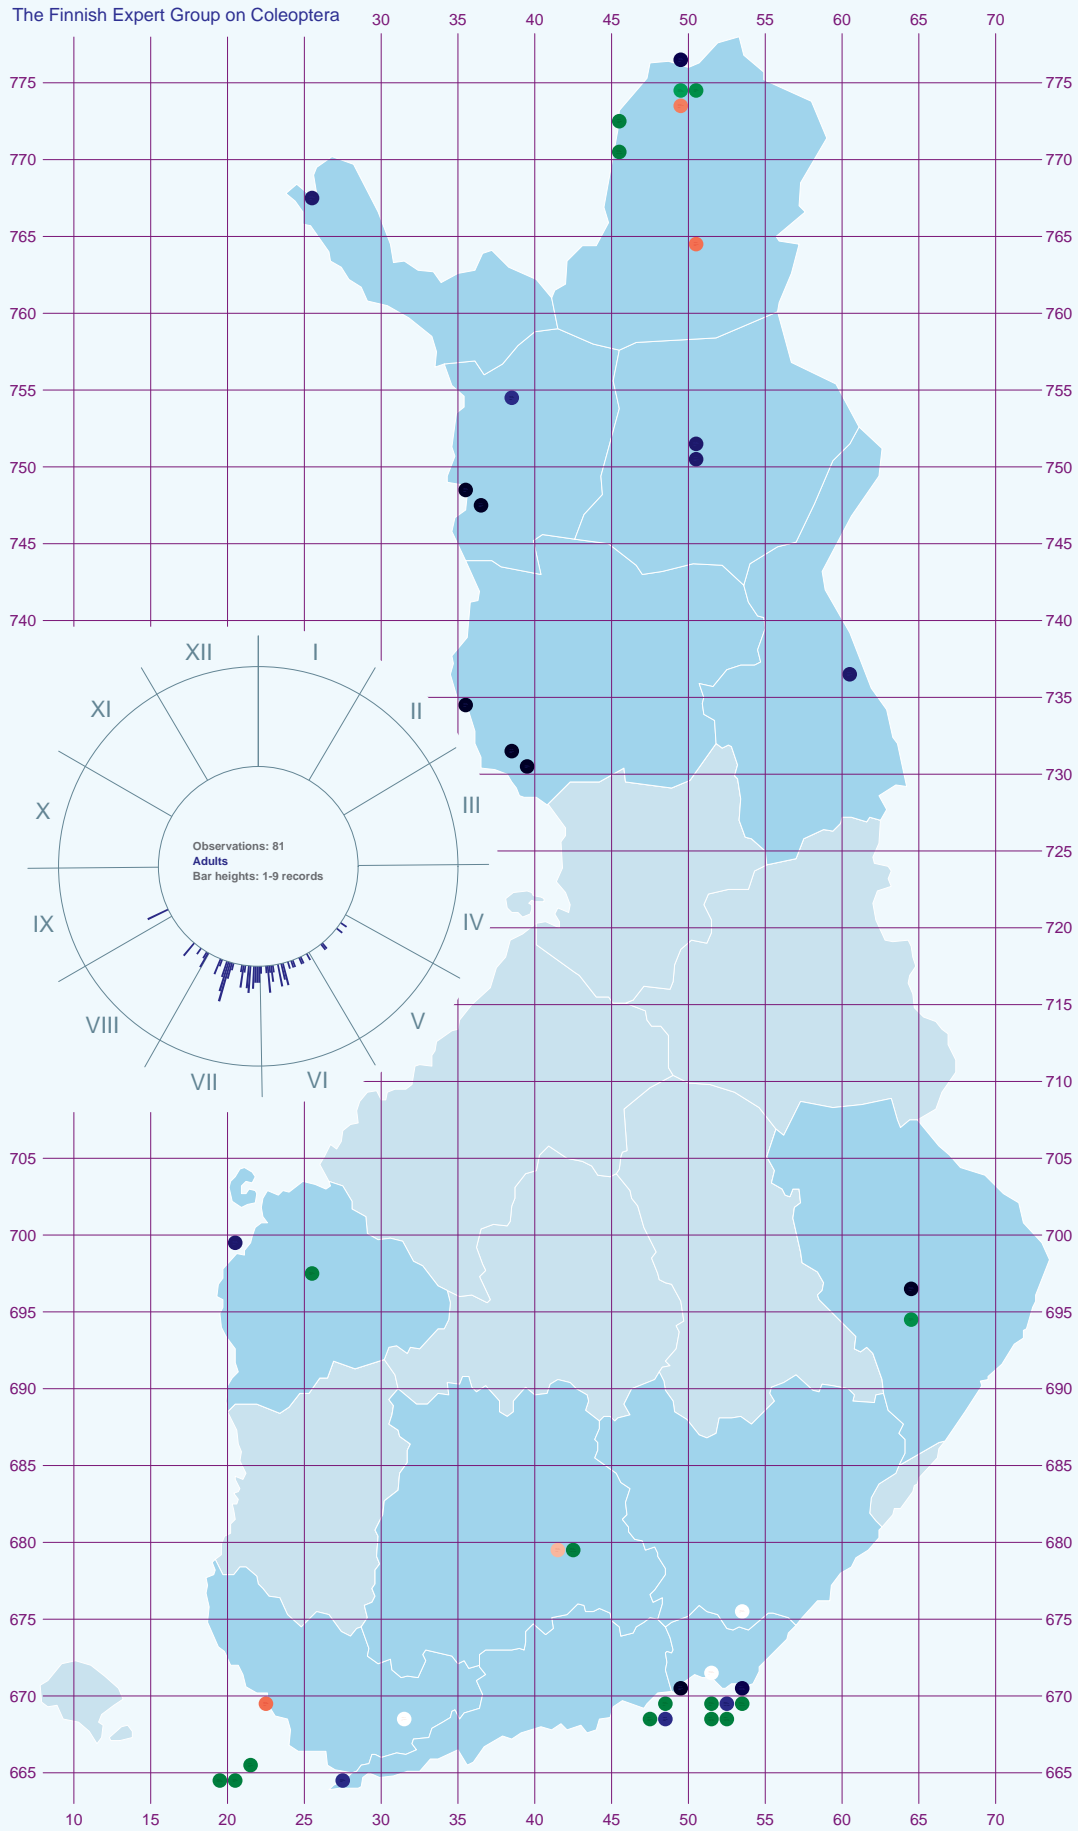 The Finnish Expert Group on Coleoptera
30 35 40 45 50 55 60 65 70
775 775
770 770
765 765
760 760
755 755
750 750
745 745
740 740
XII I
XI II
735
730
X III
Observations: 81
Adults
Bar heights: 1-9 records
725
IX IV
720
VIII V
715
VII VI
710
705 705
700 700
695 695
690 690
685 685
680 680
675 675
670 670
665 665
10 15 20 25 30 35 40 45 50 55 60 65 70